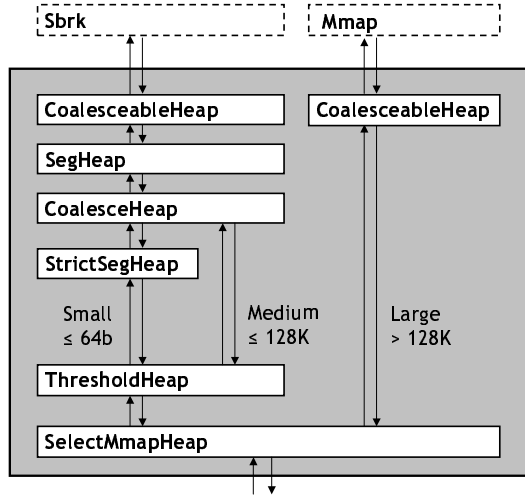 Sbrk
Mmap
CoalesceableHeap
CoalesceableHeap
SegHeap
CoalesceHeap
StrictSegHeap
Small
≤ 64b
Medium
≤ 128K
Large
> 128K
ThresholdHeap
SelectMmapHeap